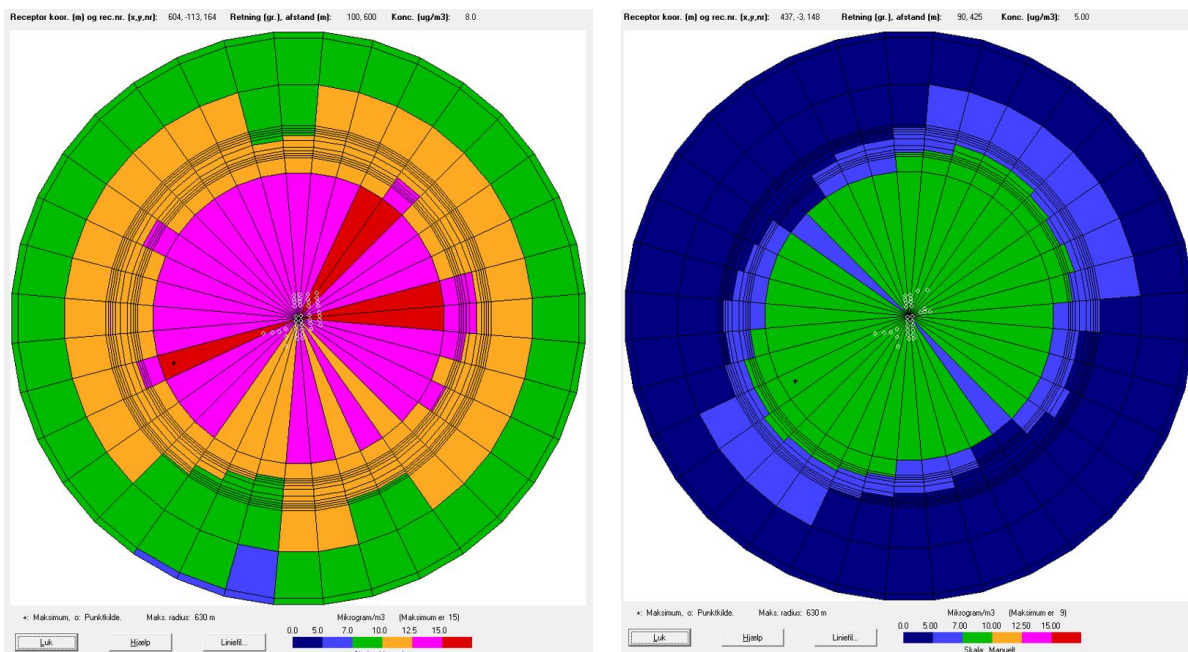 Receptor koor. (m) og rec.nr. (x,y,nr): 604, -113, 164 Retning (gr.), afstand (m): 100, 600 Konc. (ug/m3): 8.0
+: Maksimum, o: Punktkilde. Maks. radius: 630 m Mikrogram/m3 (Maksimum er 15)
0.0 5.00 7.0 10.00 12.5 15.00
Luk Hjælp Liniefil...
Receptor koor. (m) og rec.nr. (x,y,nr): 437, -3, 148 Retning (gr.), afstand (m): 90, 425 Konc. (ug/m3): 5.00
+: Maksimum, o: Punktkilde. Maks. radius: 630 m Mikrogram/m3 (Maksimum er 9)
0.0 5.00 7.00 10.00 12.50 15.00
Luk Hjælp Liniefil...
Skala: Manuelt